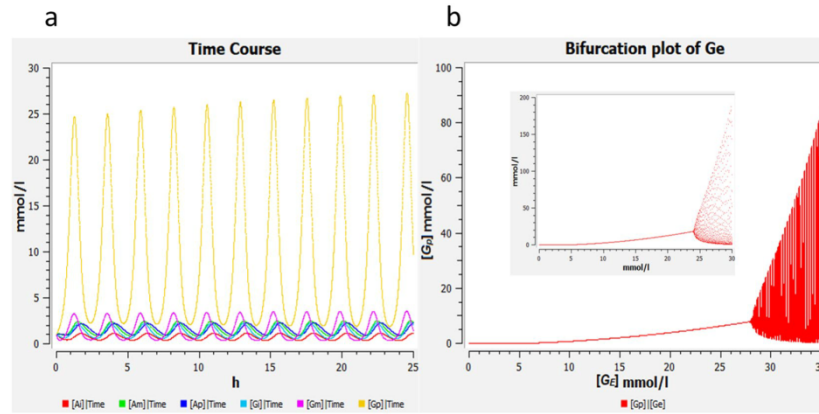 a
b
Time Course
mmol/l
30
25
20
15
10
5
0
0
5
10
15
20
25
h
[Ai]|Time
[Am]|Time
[Ap]|Time
[Gi]|Time
[Gm]|Time
[Gp]|Time
Bifurcation plot of Ge
[Gp] mmol/l
100
80
60
40
20
0
0
5
10
15
20
25
30
[GE] mmol/l
[Gp]|[Ge]
mmol/l
200
150
100
50
0
0
5
10
15
20
25
30
mmol/l